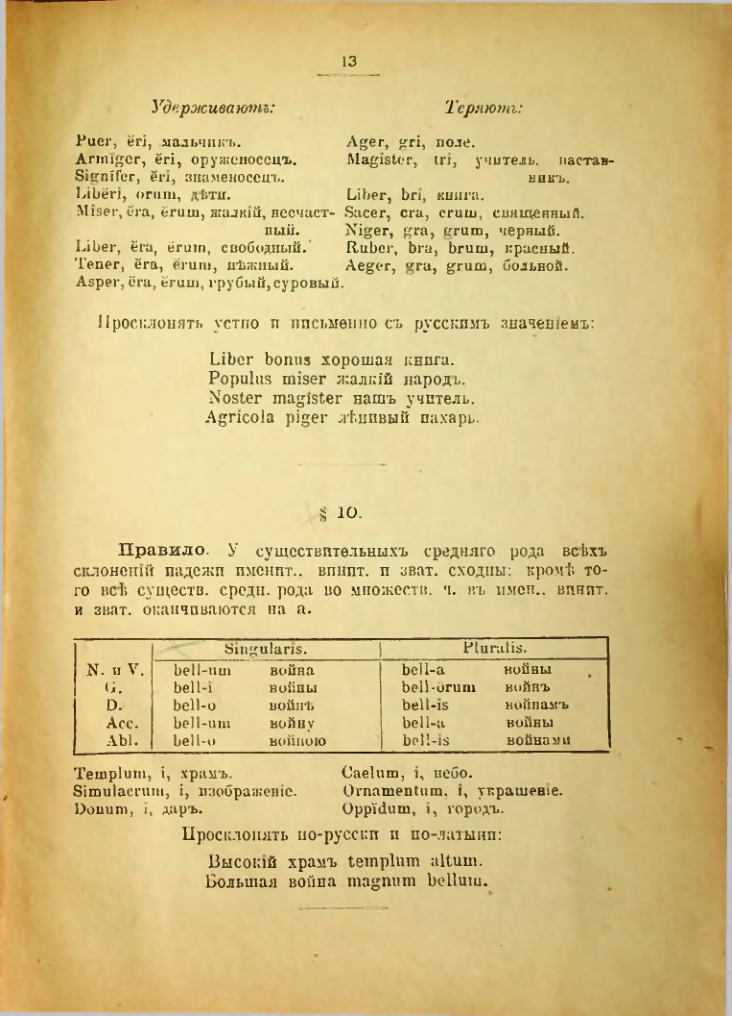 13
Удерживаютъ:
Puer, ĕri, мальчикъ.
Armĭger, ĕri, оруженосецъ.
Signĭfer, ĕri, знаменосецъ.
Libĕri, orum, дѣти.
Miser, ĕra, ĕrum, жалкій, несчаст-
ный.
Liber, ĕra, ĕrum, свободный.
Tener, ĕra, ĕrum, нѣжный.
Asper, ĕra, ĕrum, грубый, суровый.
Теряютъ:
Ager, gri, поле.
Magister, tri, учитель. настав-
никъ.
Liber, bri, книга.
Sacer, cra, crum, священный.
Niger, gra, grum, черный.
Ruber, bra, brum, красный.
Aeger, gra, grum, больной.
Просклонять устно и письменно съ русскимъ значеніемъ:
Liber bonus хорошая книга.
Populus miser жалкій народъ.
Noster magister нашъ учитель.
Agricola piger лѣнивый пахарь.
§ 10.
Правило. У существительныхъ средняго рода всѣхъ
склоненій падежи именит., винит. и зват. сходны: кромѣ то-
го всѣ существ. средн. рода во множеств. ч. въ имен., винит.
и зват. оканчиваются на а.
Singularis. Pluralis.
N. и V. bell-um война bell-a войны
G. bell-i войны bell-orum войнъ
D. bell-o войнѣ bell-is войнамъ
Acc. bell-um войну bell-a войны
Abl. bell-o войною bell-is войнами
Templum, i, храмъ.
Simulacrum, i, изображеніе.
Donum, i, даръ.
Caelum, i, небо.
Ornamentum, i, украшеніе.
Oppĭdum, i, городъ.
Просклонять по-русски и по-латыни:
Высокій храмъ templum altum.
Большая война magnum bellum.